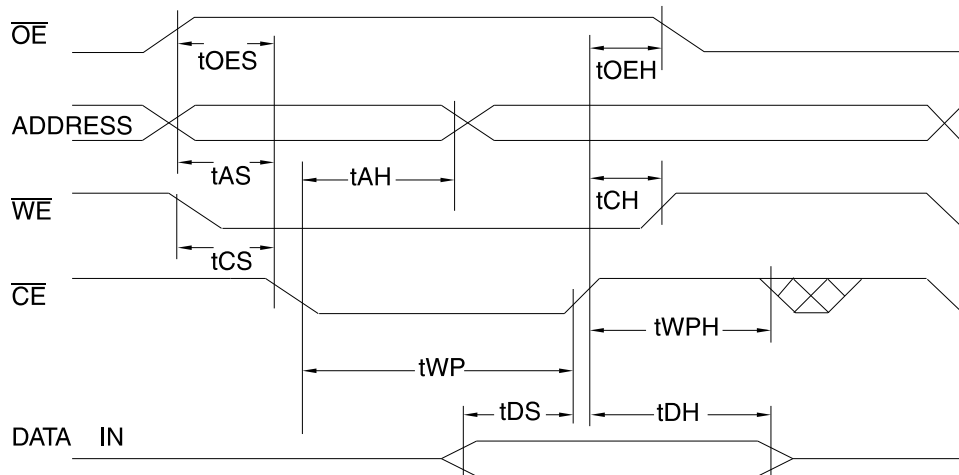 OE
tOES
tOEH
ADDRESS
tAS
tAH
tCH
WE
tCS
CE
tWPH
tWP
tDS
tDH
DATA IN